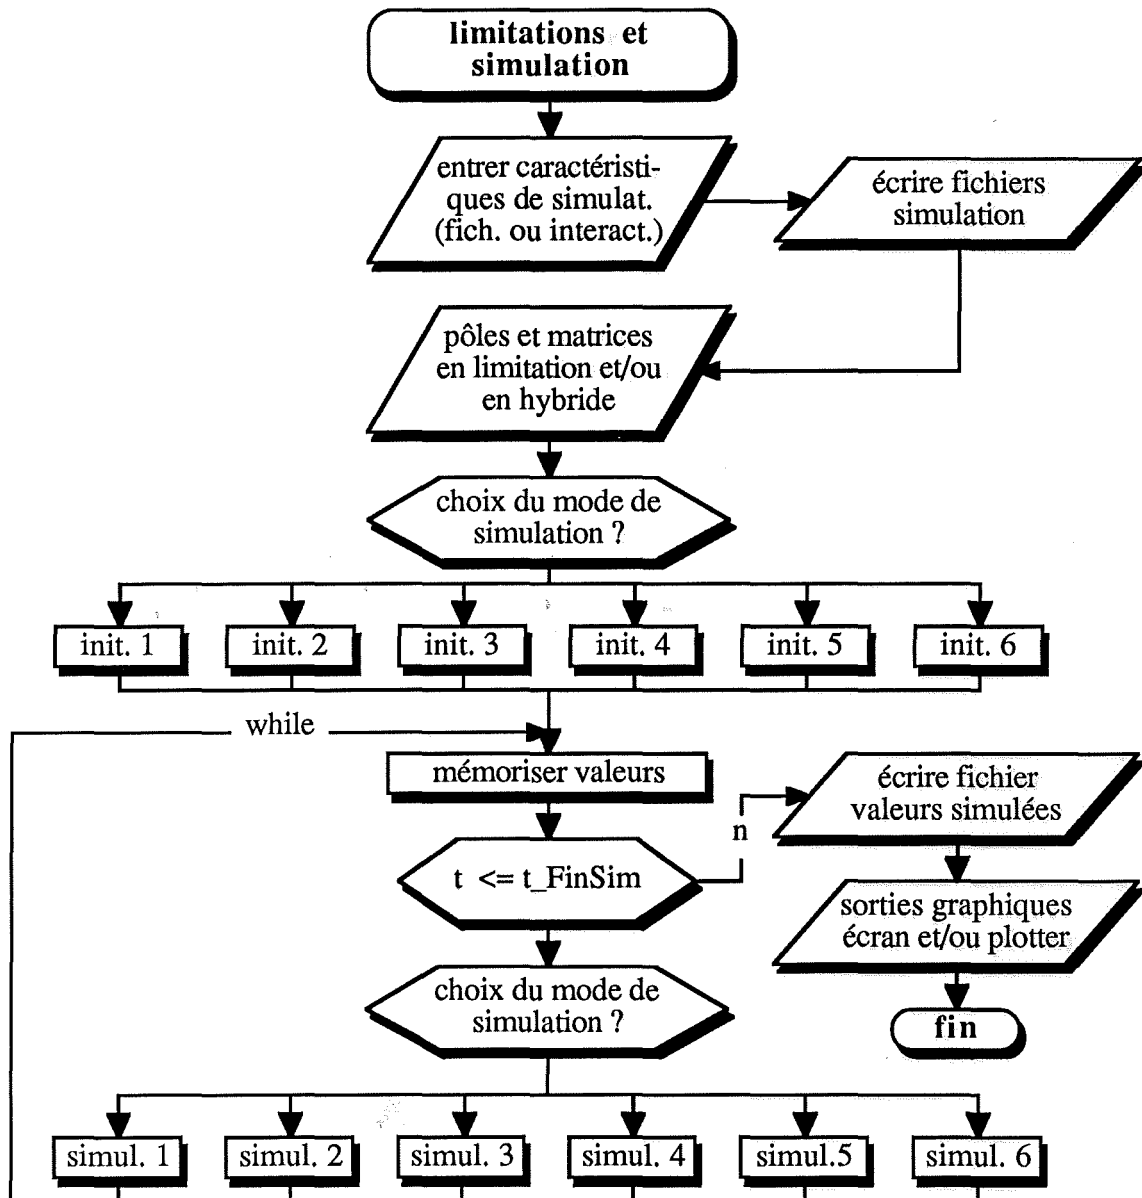 limitations et
simulation
entrer caractéristi-
ques de simulat.
(fich. ou interact.)
écrire fichiers
simulation
pôles et matrices
en limitation et/ou
en hybride
choix du mode de
simulation ?
init. 1
init. 2
init. 3
init. 4
init. 5
init. 6
while
mémoriser valeurs
écrire fichier
valeurs simulées
n
t <= t_FinSim
sorties graphiques
écran et/ou plotter
choix du mode de
simulation ?
fin
simul. 1
simul. 2
simul. 3
simul. 4
simul.5
simul. 6